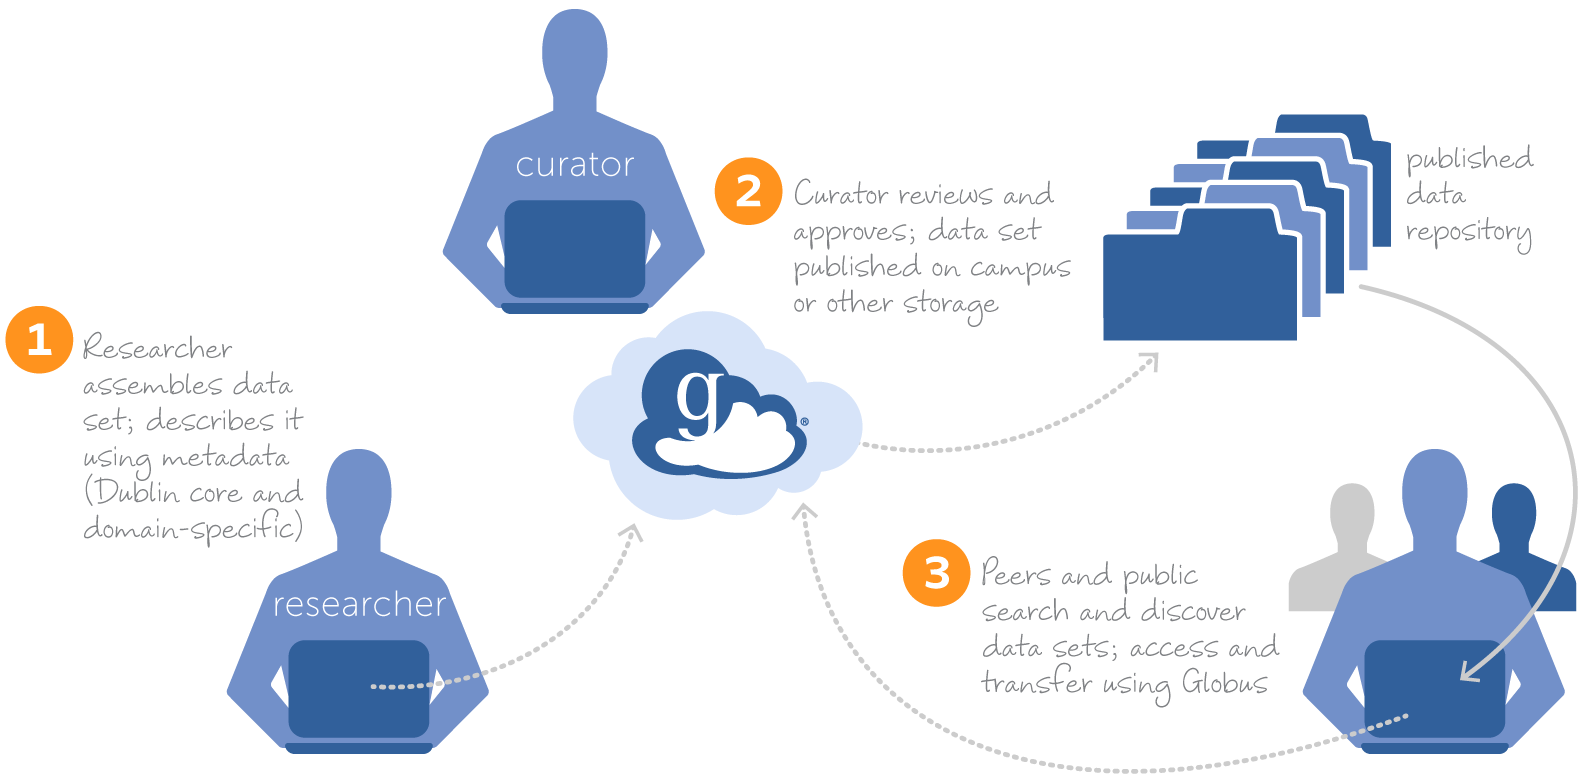 curator
2
Curator reviews and
approves; data set
published on campus
or other storage
published
data
repository
1
Researcher
assembles data
set; describes it
using metadata
(Dublin core and
domain-specific)
researcher
g
®
3
Peers and public
search and discover
data sets; access and
transfer using Globus